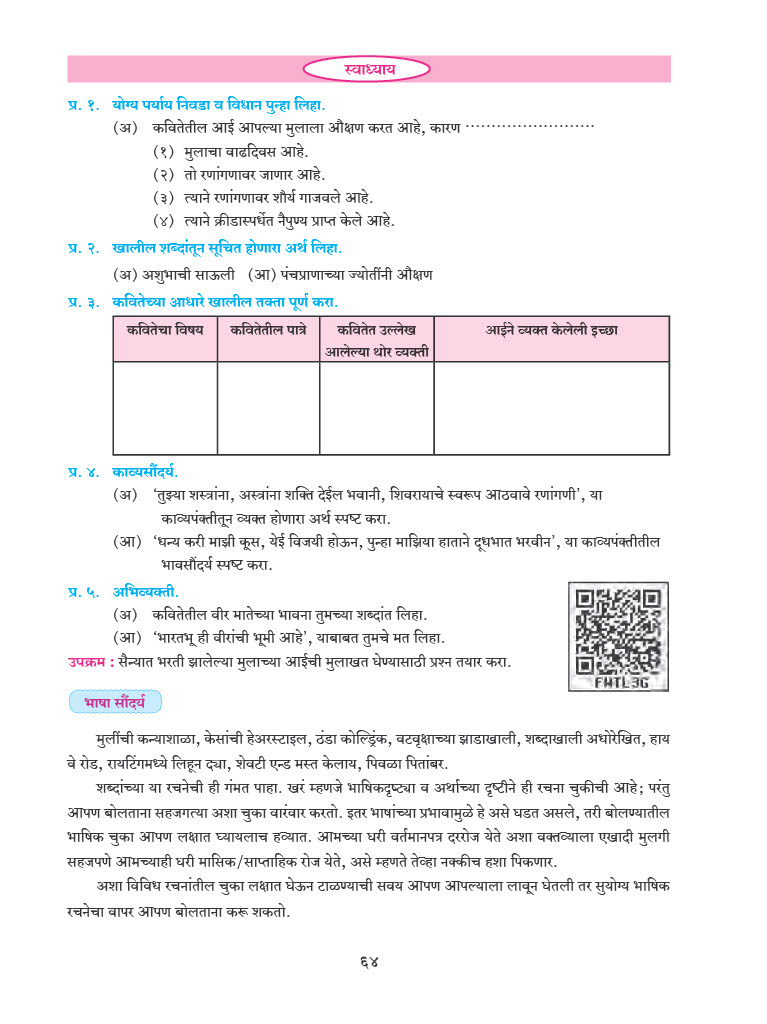 स्वाध्याय
प्र. १. योग्य पर्याय निवडा व विधान पुन्हा लिहा.
(अ) कवितेतील आई आपल्या मुलाला औक्षण करत आहे, कारण .........................
(१) मुलाचा वाढदिवस आहे.
(२) तो रणांगणावर जाणार आहे.
(३) त्याने रणांगणावर शौर्य गाजवले आहे.
(४) त्याने क्रीडास्पर्धेत नैपुण्य प्राप्त केले आहे.
प्र. २. खालील शब्दांतून सूचित होणारा अर्थ लिहा.
(अ) अशुभाची साऊली (आ) पंचप्राणाच्या ज्योतींनी औक्षण
प्र. ३. कवितेच्या आधारे खालील तक्ता पूर्ण करा.
कवितेचा विषय कवितेतील पात्रे कवितेत उल्लेख आईने व्यक्त केलेली इच्छा
आलेल्या थोर व्यक्ती
प्र. ४. काव्यसौंदर्य.
(अ) ‘तुझ्या शस्त्रांना, अस्त्रांना शक्ति देईल भवानी, शिवरायाचे स्वरूप आठवावे रणांगणी’, या
काव्यपंक्तीतून व्यक्त होणारा अर्थ स्पष्ट करा.
(आ) ‘धन्य करी माझी कूस, येई विजयी होऊन, पुन्हा माझिया हाताने दूधभात भरवीन’, या काव्यपंक्तीतील
भावसौंदर्य स्पष्ट करा.
प्र. ५. अभिव्यक्ती.
(अ) कवितेतील वीर मातेच्या भावना तुमच्या शब्दांत लिहा.
(आ) ‘भारतभू ही वीरांची भूमी आहे’, याबाबत तुमचे मत लिहा.
उपक्रम : सैन्यात भरती झालेल्या मुलाच्या आईची मुलाखत घेण्यासाठी प्रश्न तयार करा.
FWTL3G
भाषा सौंदर्य
मुलींची कन्याशाळा, केसांची हेअरस्टाइल, ठंडा कोल्ड्रिंक, वटवृक्षाच्या झाडाखाली, शब्दाखाली अधोरेखित, हाय
वे रोड, रायटिंगमध्ये लिहून द्या, शेवटी एन्ड मस्त केलाय, पिवळा पितांबर.
शब्दांच्या या रचनेची ही गंमत पाहा. खरं म्हणजे भाषिकदृष्ट्या व अर्थाच्या दृष्टीने ही रचना चुकीची आहे; परंतु
आपण बोलताना सहजगत्या अशा चुका वारंवार करतो. इतर भाषांच्या प्रभावामुळे हे असे घडत असले, तरी बोलण्यातील
भाषिक चुका आपण लक्षात घ्यायलाच हव्यात. आमच्या घरी वर्तमानपत्र दररोज येते अशा वक्तव्याला एखादी मुलगी
सहजपणे आमच्याही घरी मासिक/साप्ताहिक रोज येते, असे म्हणते तेव्हा नक्कीच हशा पिकणार.
अशा विविध रचनांतील चुका लक्षात घेऊन टाळण्याची सवय आपण आपल्याला लावून घेतली तर सुयोग्य भाषिक
रचनेचा वापर आपण बोलताना करू शकतो.
६४